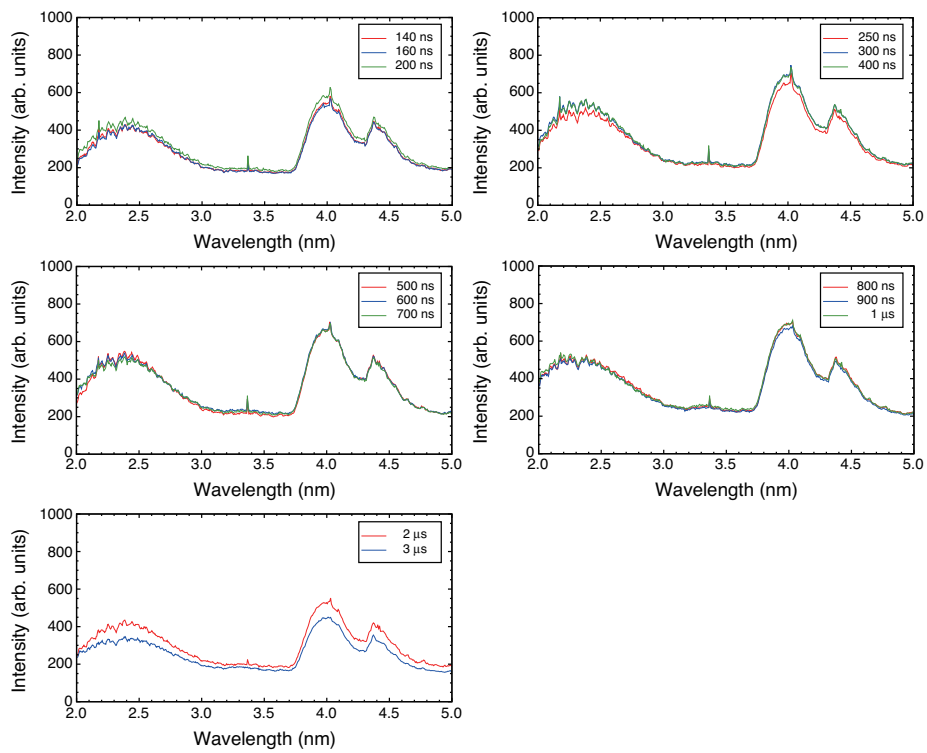 1000
800
600
400
200
0
Intensity (arb. units)
140 ns
160 ns
200 ns
2.0 2.5 3.0 3.5 4.0 4.5 5.0
Wavelength (nm)
1000
800
600
400
200
0
Intensity (arb. units)
250 ns
300 ns
400 ns
2.0 2.5 3.0 3.5 4.0 4.5 5.0
Wavelength (nm)
1000
800
600
400
200
0
Intensity (arb. units)
500 ns
600 ns
700 ns
2.0 2.5 3.0 3.5 4.0 4.5 5.0
Wavelength (nm)
1000
800
600
400
200
0
Intensity (arb. units)
800 ns
900 ns
1 μs
2.0 2.5 3.0 3.5 4.0 4.5 5.0
Wavelength (nm)
1000
800
600
400
200
0
Intensity (arb. units)
2 μs
3 μs
2.0 2.5 3.0 3.5 4.0 4.5 5.0
Wavelength (nm)